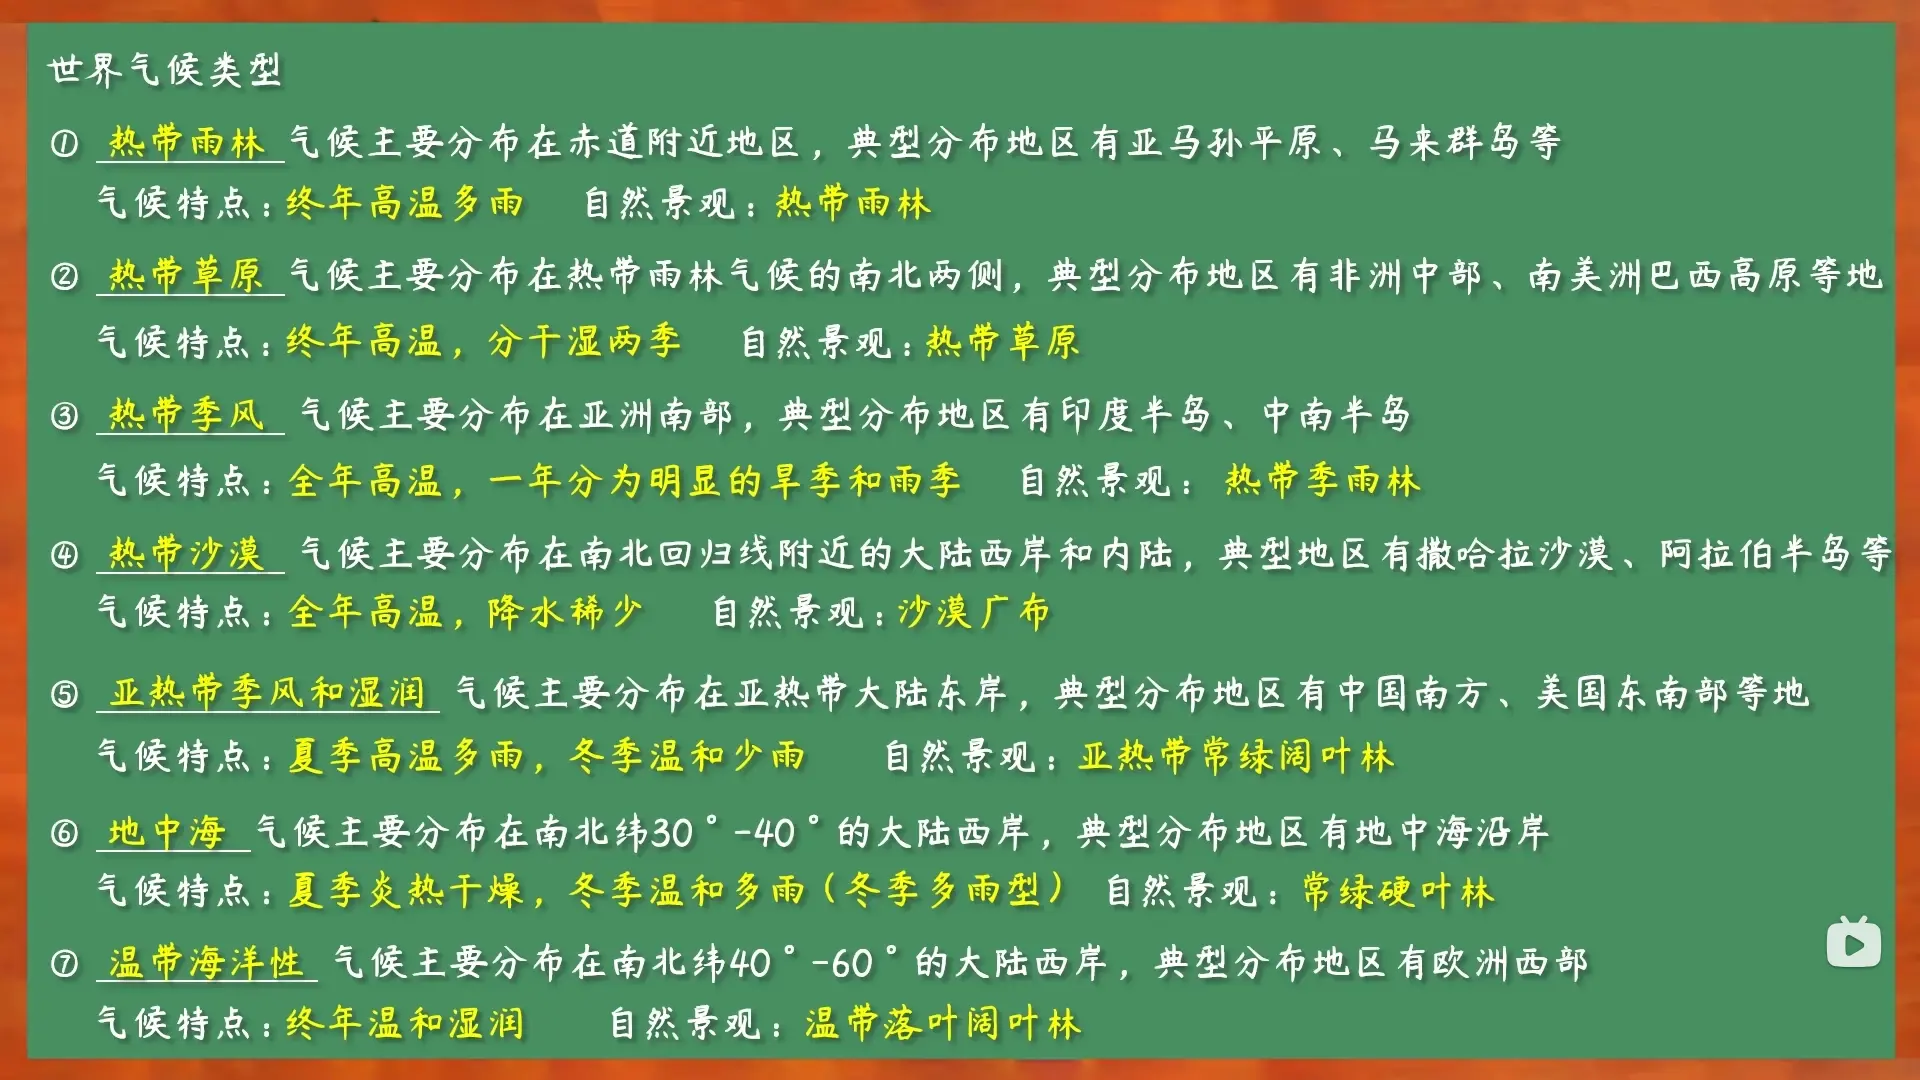 世界气候类型
① 热带雨林 气候主要分布在赤道附近地区，典型分布地区有亚马孙平原、马来群岛等
气候特点：终年高温多雨 自然景观：热带雨林
② 热带草原 气候主要分布在热带雨林气候的南北两侧，典型分布地区有非洲中部、南美洲巴西高原等地
气候特点：终年高温，分干湿两季 自然景观：热带草原
③ 热带季风 气候主要分布在亚洲南部，典型分布地区有印度半岛、中南半岛
气候特点：全年高温，一年分为明显的旱季和雨季 自然景观：热带季雨林
④ 热带沙漠 气候主要分布在南北回归线附近的大陆西岸和内陆，典型地区有撒哈拉沙漠、阿拉伯半岛等
气候特点：全年高温，降水稀少 自然景观：沙漠广布
⑤ 亚热带季风和湿润 气候主要分布在亚热带大陆东岸，典型分布地区有中国南方、美国东南部等地
气候特点：夏季高温多雨，冬季温和少雨 自然景观：亚热带常绿阔叶林
⑥ 地中海 气候主要分布在南北纬30°-40°的大陆西岸，典型分布地区有地中海沿岸
气候特点：夏季炎热干燥，冬季温和多雨（冬季多雨型） 自然景观：常绿硬叶林
⑦ 温带海洋性 气候主要分布在南北纬40°-60°的大陆西岸，典型分布地区有欧洲西部
气候特点：终年温和湿润 自然景观：温带落叶阔叶林